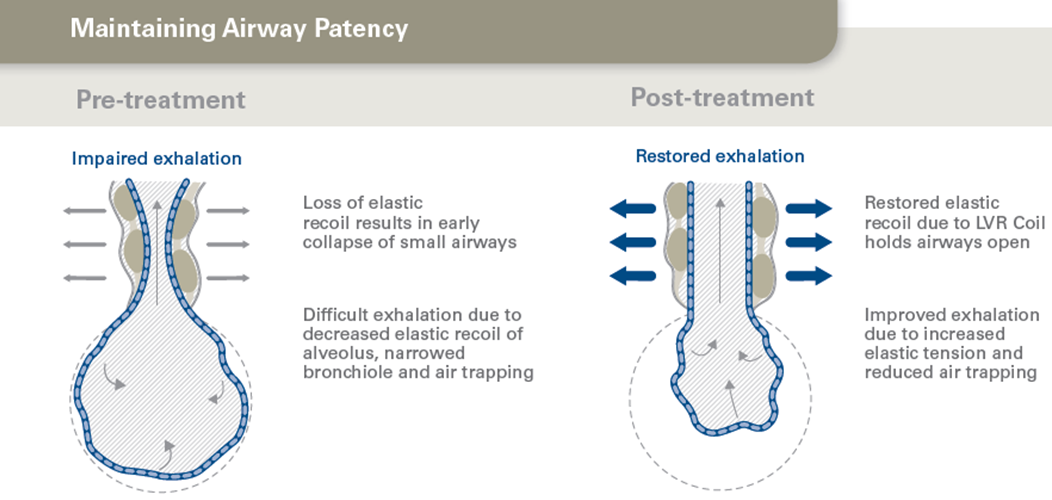 Maintaining Airway Patency
Pre-treatment
Impaired exhalation
Loss of elastic
recoil results in early
collapse of small airways
Difficult exhalation due to
decreased elastic recoil of
alveolus, narrowed
bronchiole and air trapping
Post-treatment
Restored exhalation
Restored elastic
recoil due to LVR Coil
holds airways open
Improved exhalation
due to increased
elastic tension and
reduced air trapping